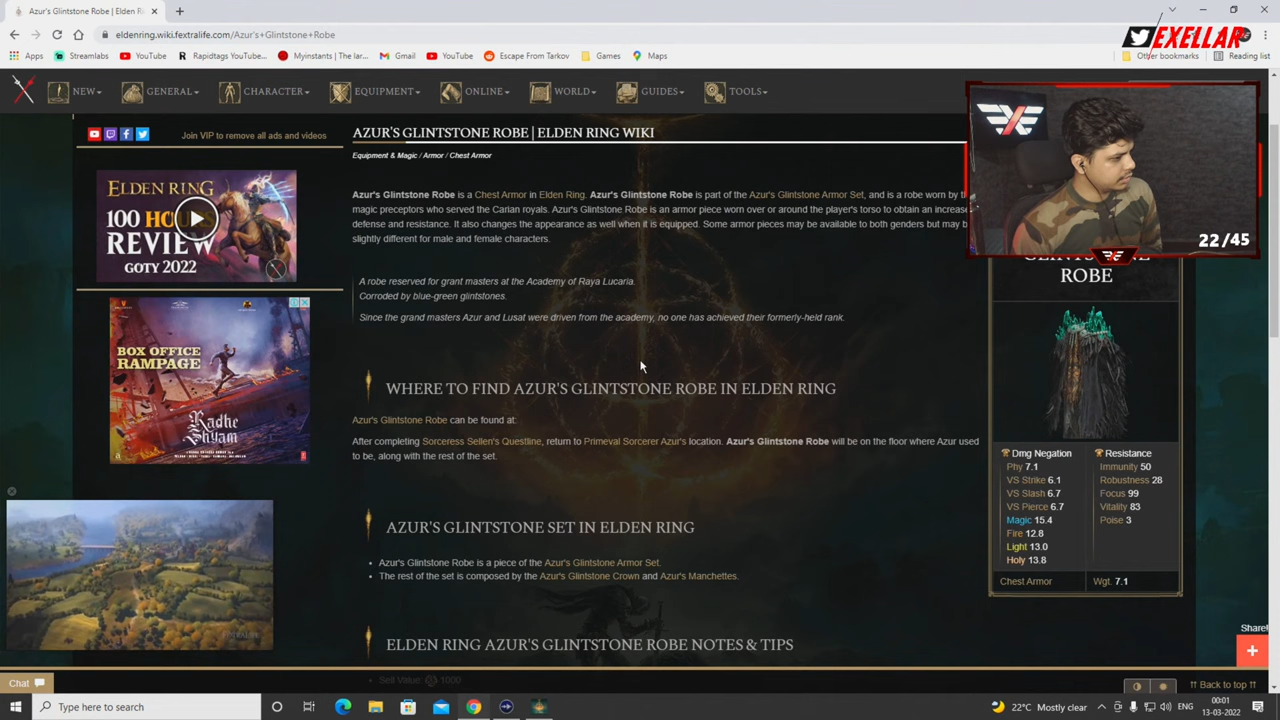 Azur's Glintstone Robe | Elden R
eldenring.wiki.fextralife.com/Azur's+Glintstone+Robe
Apps
Streamlabs
YouTube
Rapidtags YouTub...
Myinstants | The lar...
Gmail
YouTube
Escape From Tarkov
Games
Maps
Other bookmarks
Reading list
EXELLAR
NEW
GENERAL
CHARACTER
EQUIPMENT
ONLINE
WORLD
GUIDES
TOOLS
Join VIP to remove all ads and videos
ELDEN RING
100 HO
REVIEW
GOTY 2022
BOX OFFICE
RAMPAGE
Radhe
Shyam
EXTRALIFE
AZUR'S GLINTSTONE ROBE | ELDEN RING WIKI
Equipment & Magic / Armor / Chest Armor
Azur's Glintstone Robe is a Chest Armor in Elden Ring. Azur's Glintstone Robe is part of the Azur's Glintstone Armor Set, and is a robe worn by th
magic preceptors who served the Carian royals. Azur's Glintstone Robe is an armor piece worn over or around the player's torso to obtain an increase
defense and resistance. It also changes the appearance as well when it is equipped. Some armor pieces may be available to both genders but may b
slightly different for male and female characters.
A robe reserved for grand masters at the Academy of Raya Lucaria.
Corroded by blue-green glintstones.
Since the grand masters Azur and Lusat were driven from the academy, no one has achieved their formerly-held rank.
WHERE TO FIND AZUR'S GLINTSTONE ROBE IN ELDEN RING
Azur's Glintstone Robe can be found at:
After completing Sorceress Sellen's Questline, return to Primeval Sorcerer Azur's location. Azur's Glintstone Robe will be on the floor where Azur used
to be, along with the rest of the set.
AZUR'S GLINTSTONE SET IN ELDEN RING
• Azur's Glintstone Robe is a piece of the Azur's Glintstone Armor Set.
• The rest of the set is composed by the Azur's Glintstone Crown and Azur's Manchettes.
ELDEN RING AZUR'S GLINTSTONE ROBE NOTES & TIPS
Sell Value: 1000
22/45
GLINTSTONE
ROBE
Dmg Negation
Resistance
Phy 7.1
Immunity 50
VS Strike 6.1
Robustness 28
VS Slash 6.7
Focus 99
VS Pierce 6.7
Vitality 83
Magic 15.4
Poise 3
Fire 12.8
Light 13.0
Holy 13.8
Chest Armor
Wgt. 7.1
Share!
Chat
Back to top
Type here to search
22°C Mostly clear
ENG
00:01
13-03-2022